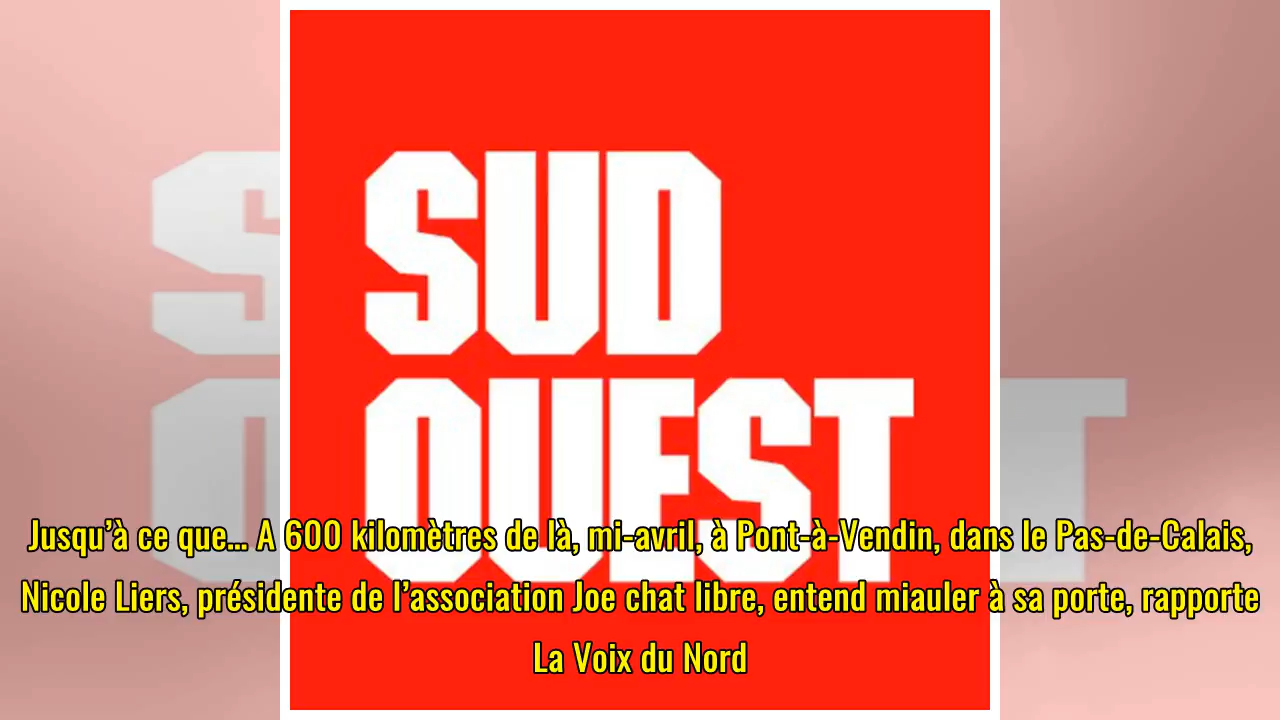 SUD
OUEST
Jusqu’à ce que... A 600 kilomètres de là, mi-avril, à Pont-à-Vendin, dans le Pas-de-Calais,
Nicole Liers, présidente de l’association Joe chat libre, entend miauler à sa porte, rapporte
La Voix du Nord